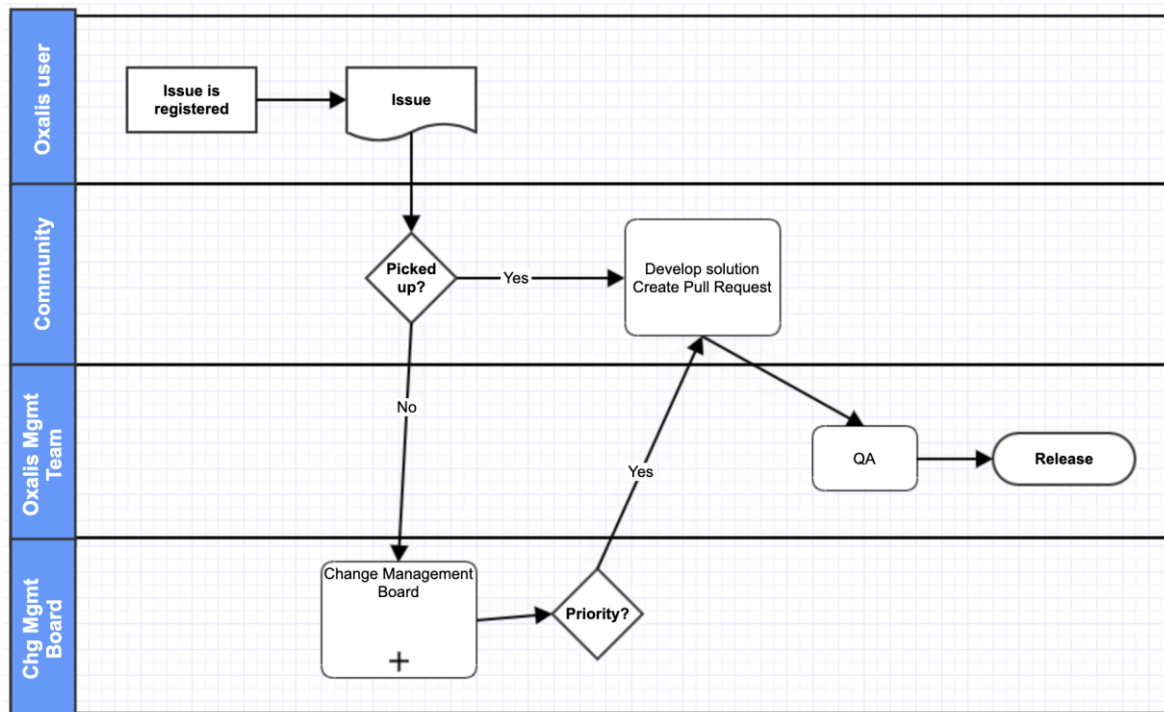 Oxalis user
Issue is
registered
Issue
Community
Picked
up?
Yes
Develop solution
Create Pull Request
No
Oxalis Mgmt
Team
Yes
QA
Release
Chg Mgmt
Board
Change Management
Board
Priority?